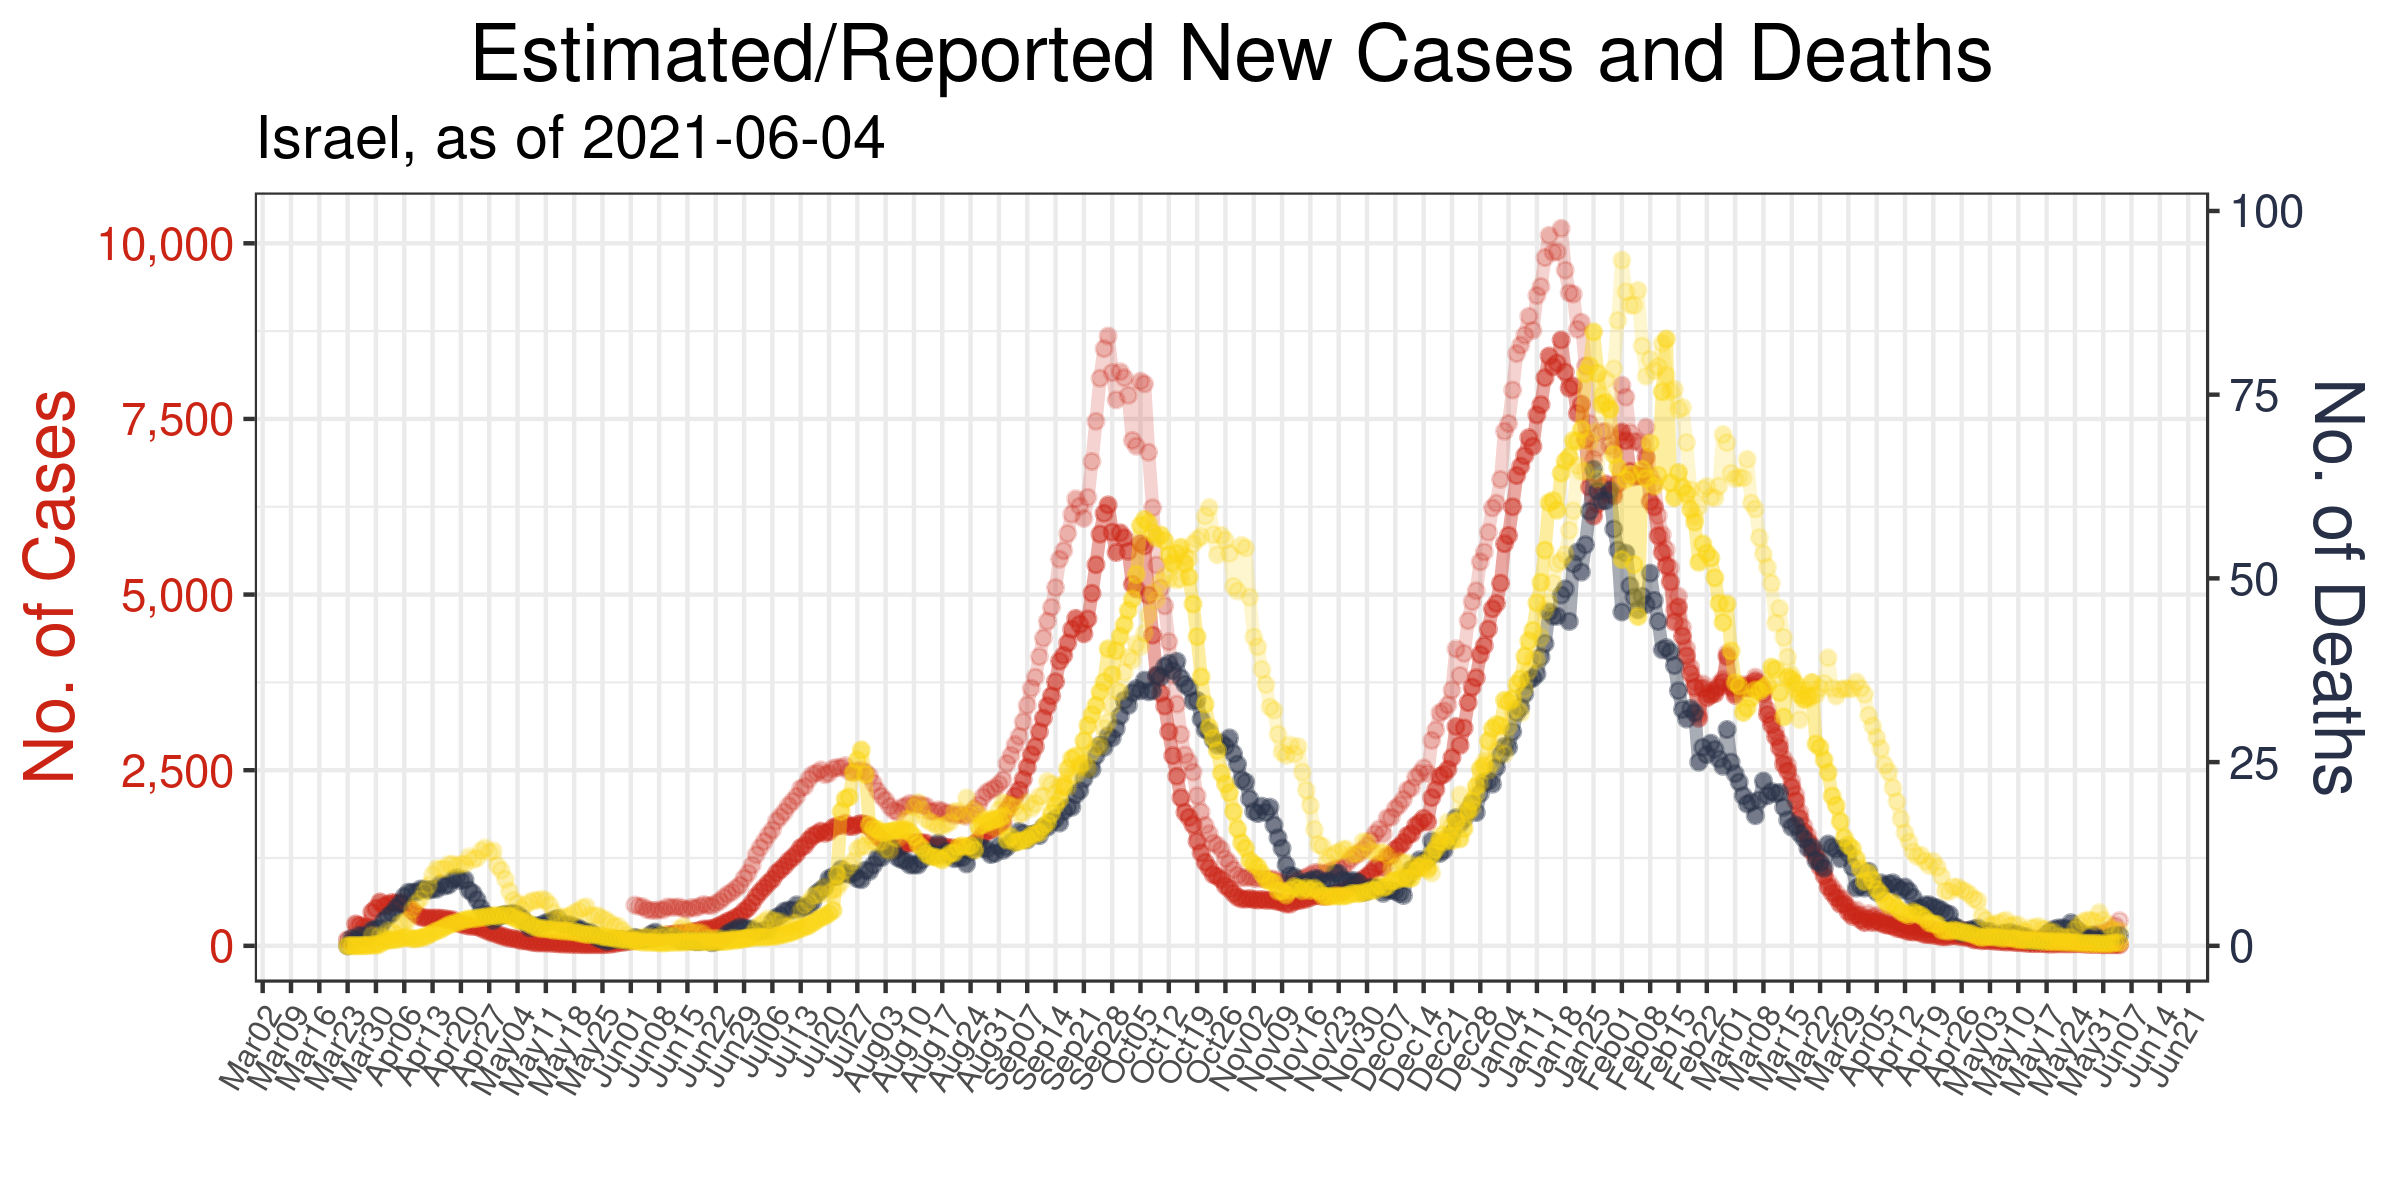 Estimated/Reported New Cases and Deaths
Israel, as of 2021-06-04
No. of Cases
10,000
7,500
5,000
2,500
0
100
75
50
25
0
No. of Deaths
Mar02
Mar09
Mar16
Mar23
Mar30
Apr06
Apr13
Apr20
Apr27
May04
May11
May18
May25
Jun01
Jun08
Jun15
Jun22
Jun29
Jul06
Jul13
Jul20
Jul27
Aug03
Aug10
Aug17
Aug24
Aug31
Sep07
Sep14
Sep21
Sep28
Oct05
Oct12
Oct19
Oct26
Nov02
Nov09
Nov16
Nov23
Nov30
Dec07
Dec14
Dec21
Dec28
Jan04
Jan11
Jan18
Jan25
Feb01
Feb08
Feb15
Feb22
Mar01
Mar08
Mar15
Mar22
Mar29
Apr05
Apr12
Apr19
Apr26
May03
May10
May17
May24
May31
Jun07
Jun14
Jun21